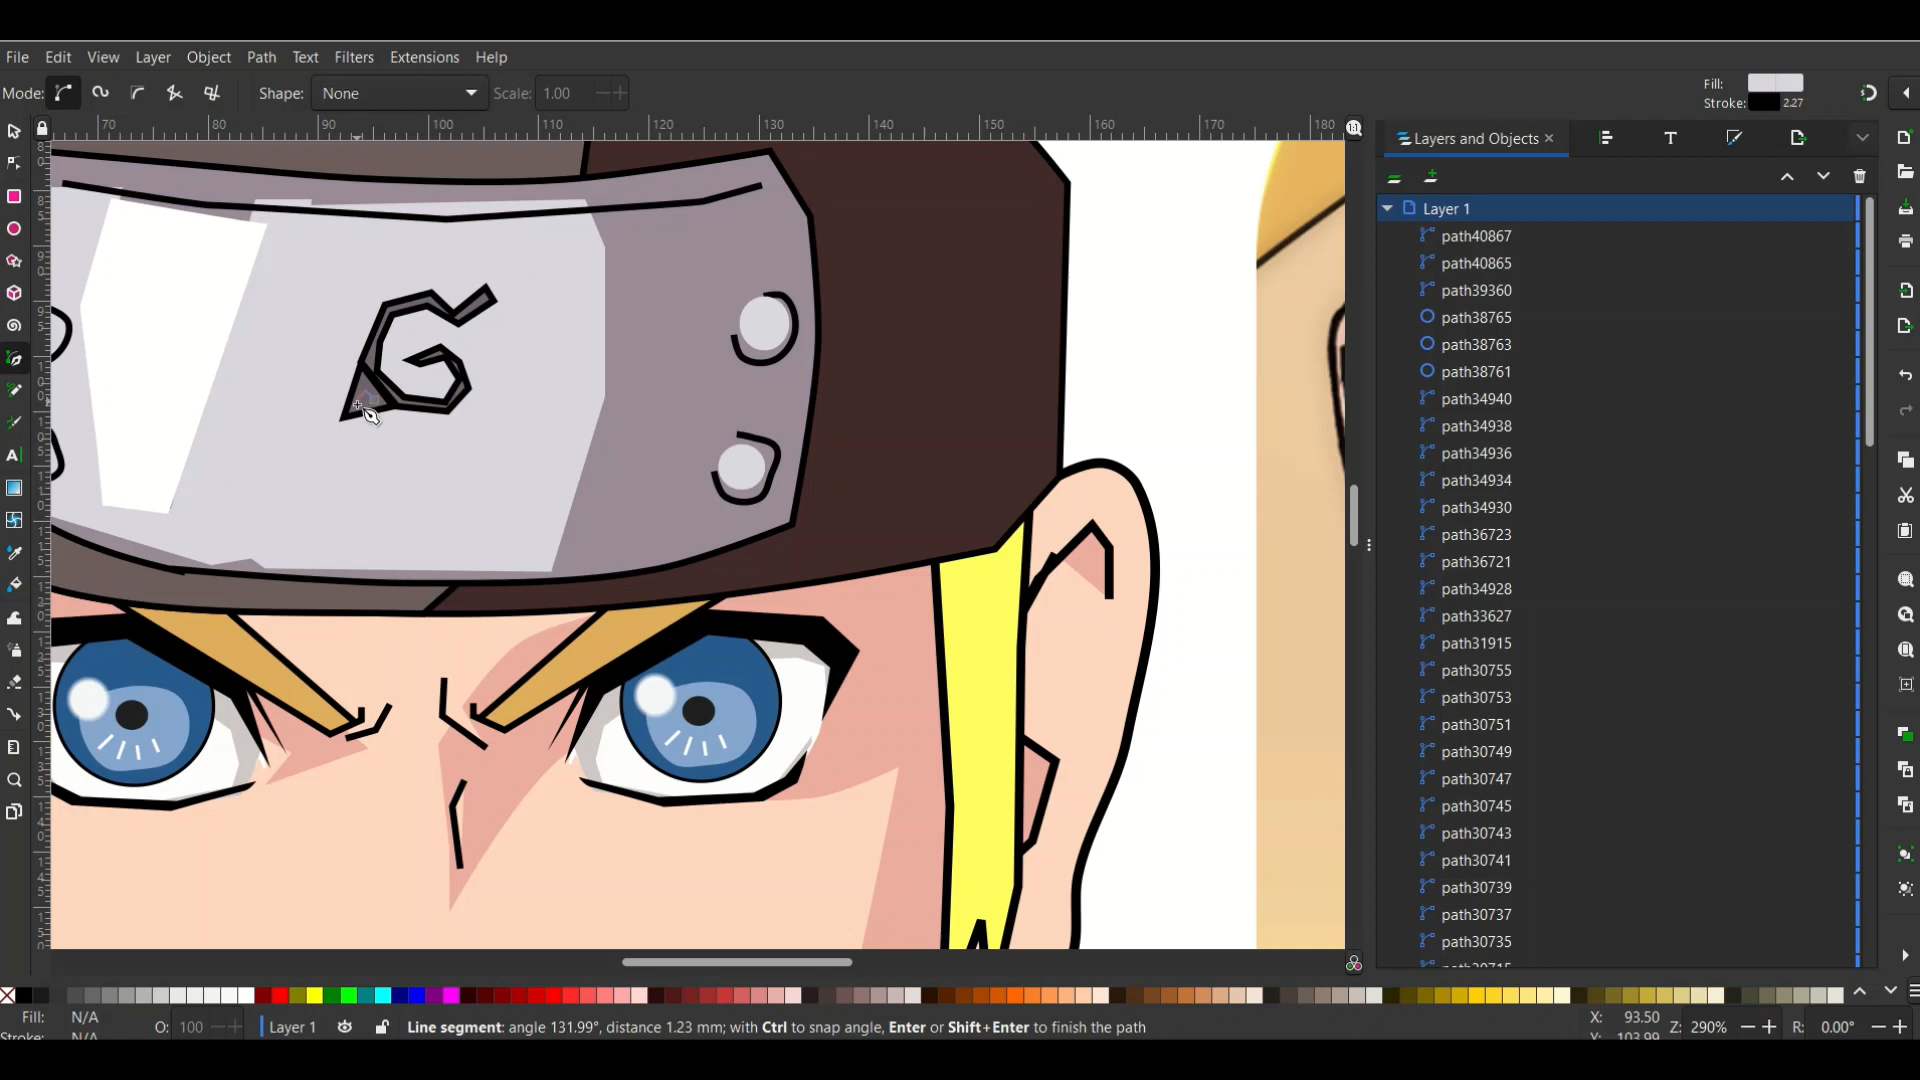 File Edit View Layer Object Path Text Filters Extensions Help
Mode: Shape: None Scale: 1.00 Fill: Stroke: 2.27
70 80 90 100 110 120 130 140 150 160 170 180
Layers and Objects
Layer 1
path40867
path40865
path39360
path38765
path38763
path38761
path34940
path34938
path34936
path34934
path34930
path36723
path36721
path34928
path33627
path31915
path30755
path30753
path30751
path30749
path30747
path30745
path30743
path30741
path30739
path30737
path30735
Fill: N/A O: 100 Layer 1 Line segment: angle 131.99°, distance 1.23 mm; with Ctrl to snap angle, Enter or Shift+Enter to finish the path X: 93.50 Z: 290% R: 0.00°
Stroke: N/A Y: 103.99